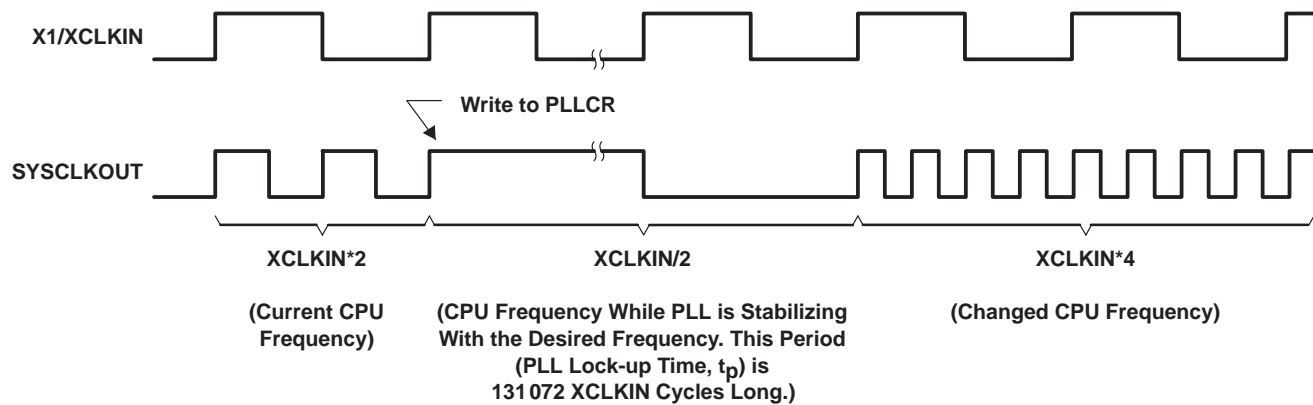 X1/XCLKIN
Write to PLLCR
SYSCLKOUT
XCLKIN*2
XCLKIN/2
XCLKIN*4
(Current CPU
Frequency)
(CPU Frequency While PLL is Stabilizing
With the Desired Frequency. This Period
(PLL Lock-up Time, tp) is
131 072 XCLKIN Cycles Long.)
(Changed CPU Frequency)